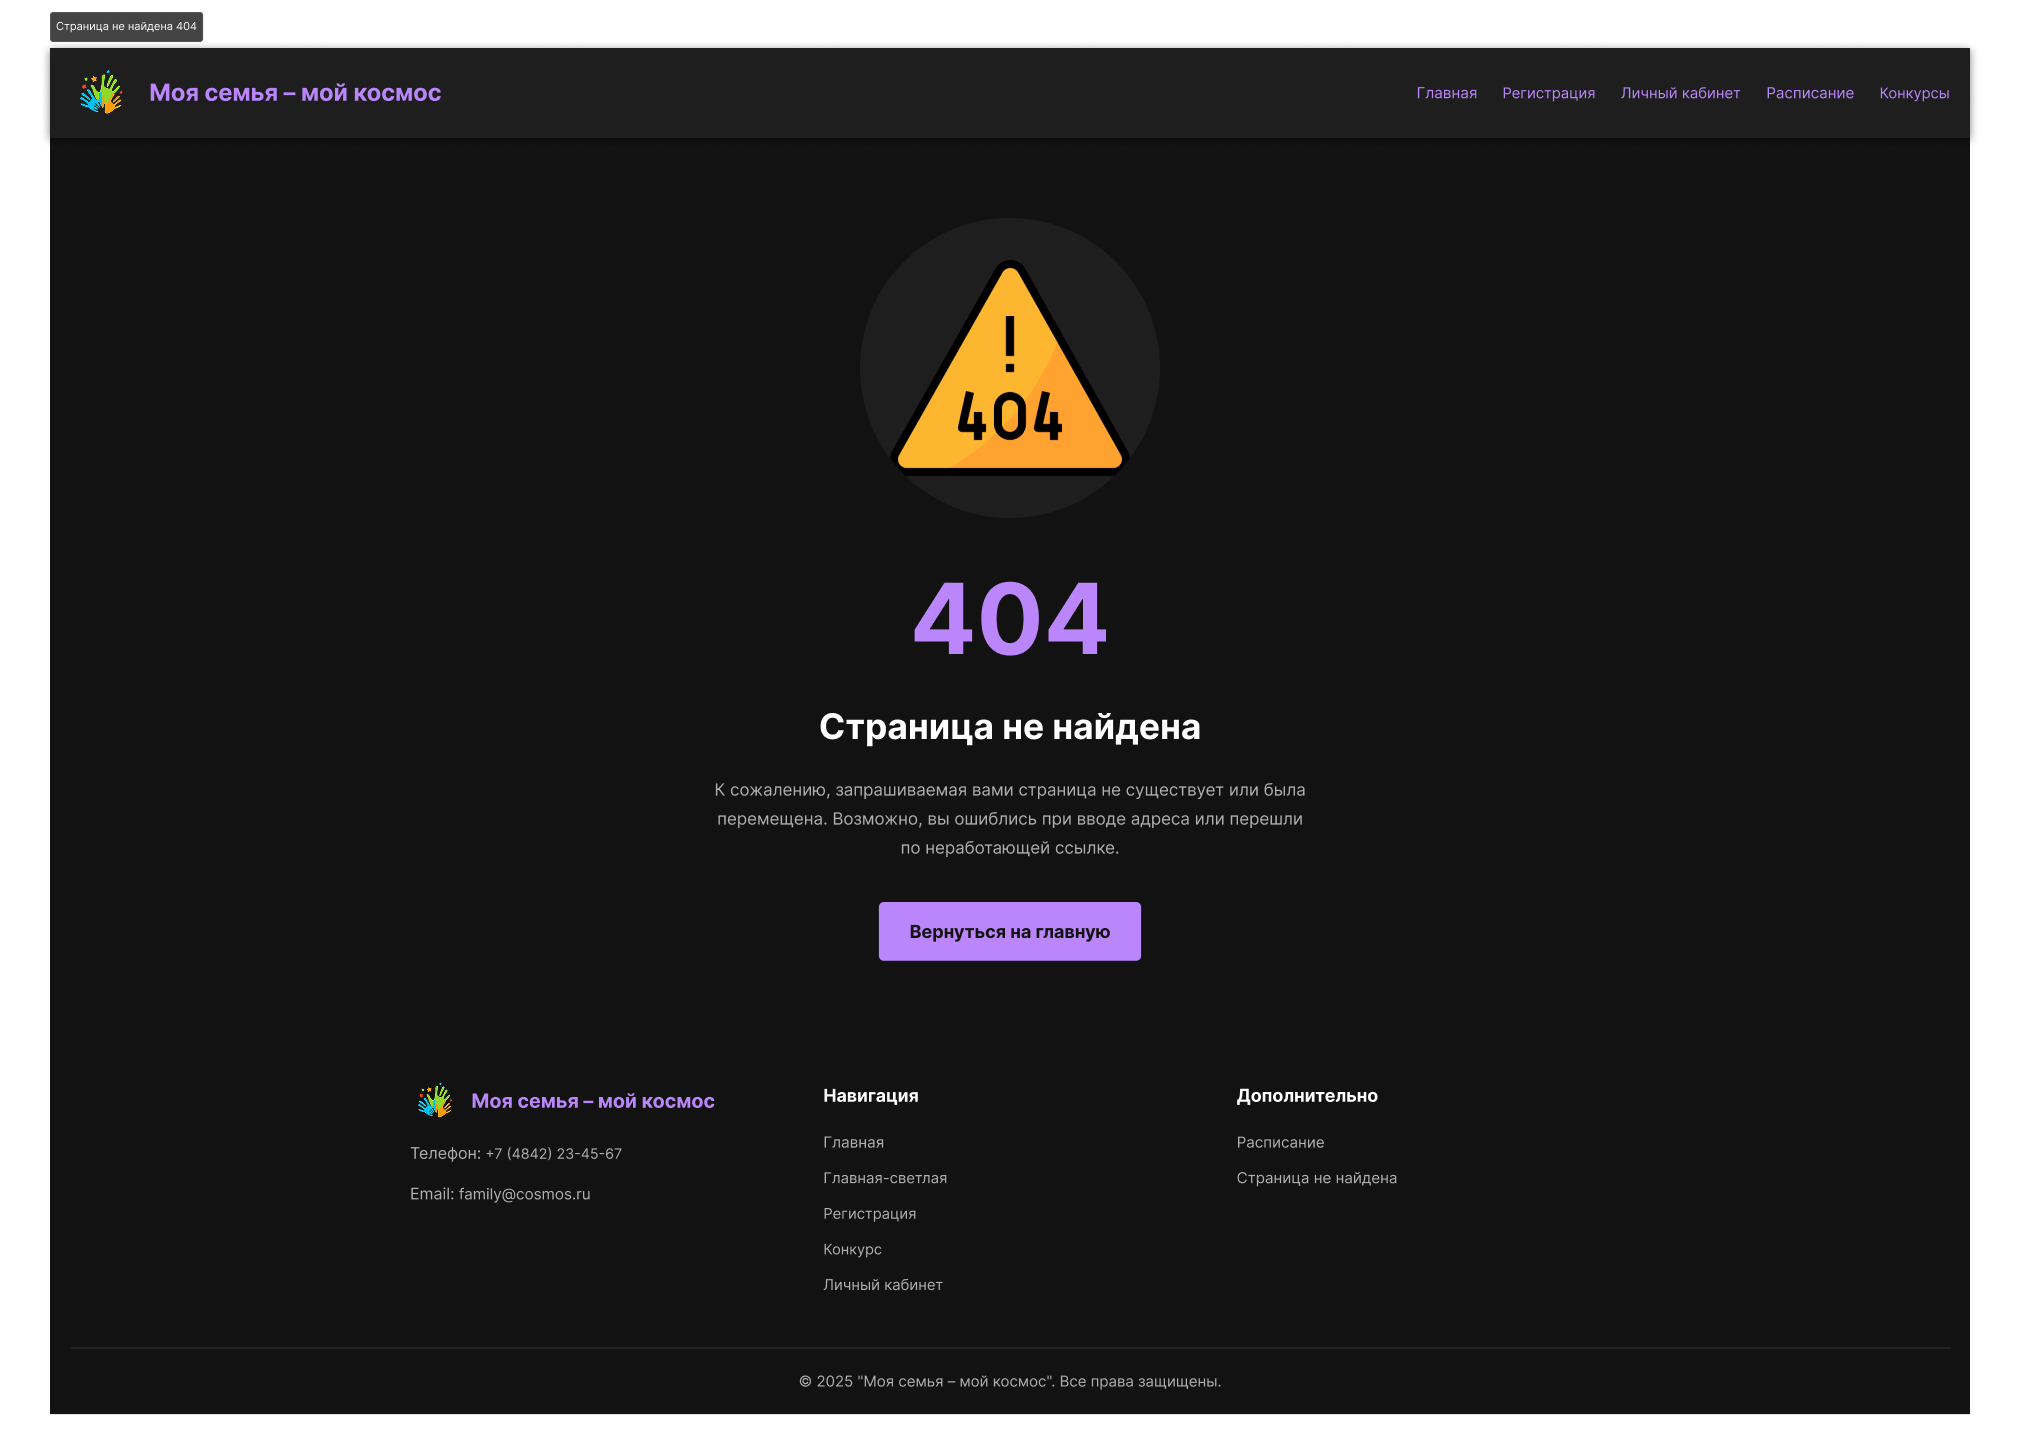 Страница не найдена 404
Моя семья – мой космос
Главная Регистрация Личный кабинет Расписание Конкурсы
!
404
404
Страница не найдена
К сожалению, запрашиваемая вами страница не существует или была
перемещена. Возможно, вы ошиблись при вводе адреса или перешли
по неработающей ссылке.
Вернуться на главную
Моя семья – мой космос
Телефон: +7 (4842) 23-45-67
Email: family@cosmos.ru
Навигация
Главная
Главная-светлая
Регистрация
Конкурс
Личный кабинет
Дополнительно
Расписание
Страница не найдена
© 2025 "Моя семья – мой космос". Все права защищены.